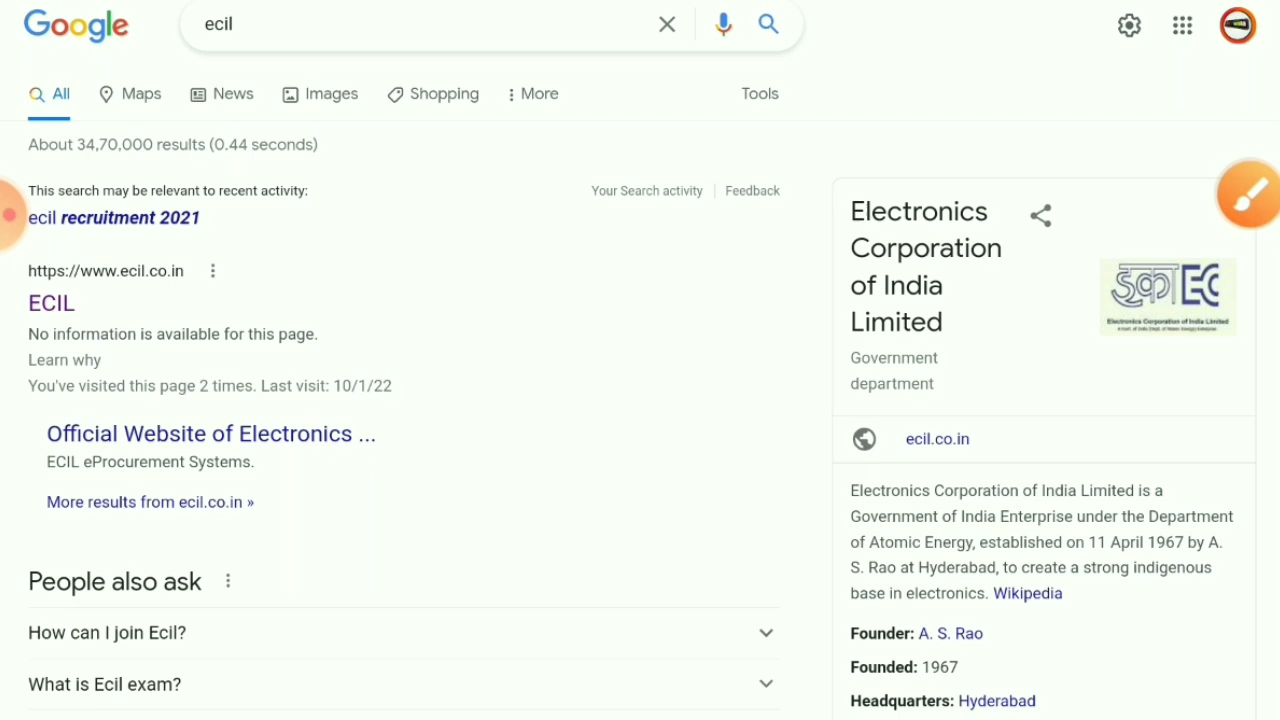 Google
ecil
All
Maps
News
Images
Shopping
More
Tools
About 34,70,000 results (0.44 seconds)
This search may be relevant to recent activity:
Your Search activity
Feedback
ecil recruitment 2021
https://www.ecil.co.in
ECIL
No information is available for this page.
Learn why
You've visited this page 2 times. Last visit: 10/1/22
Official Website of Electronics ...
ECIL eProcurement Systems.
More results from ecil.co.in »
People also ask
How can I join Ecil?
What is Ecil exam?
Electronics
Corporation
of India
Limited
Government
department
Electronics Corporation of India Limited
ecil.co.in
Electronics Corporation of India Limited is a
Government of India Enterprise under the Department
of Atomic Energy, established on 11 April 1967 by A.
S. Rao at Hyderabad, to create a strong indigenous
base in electronics. Wikipedia
Founder: A. S. Rao
Founded: 1967
Headquarters: Hyderabad